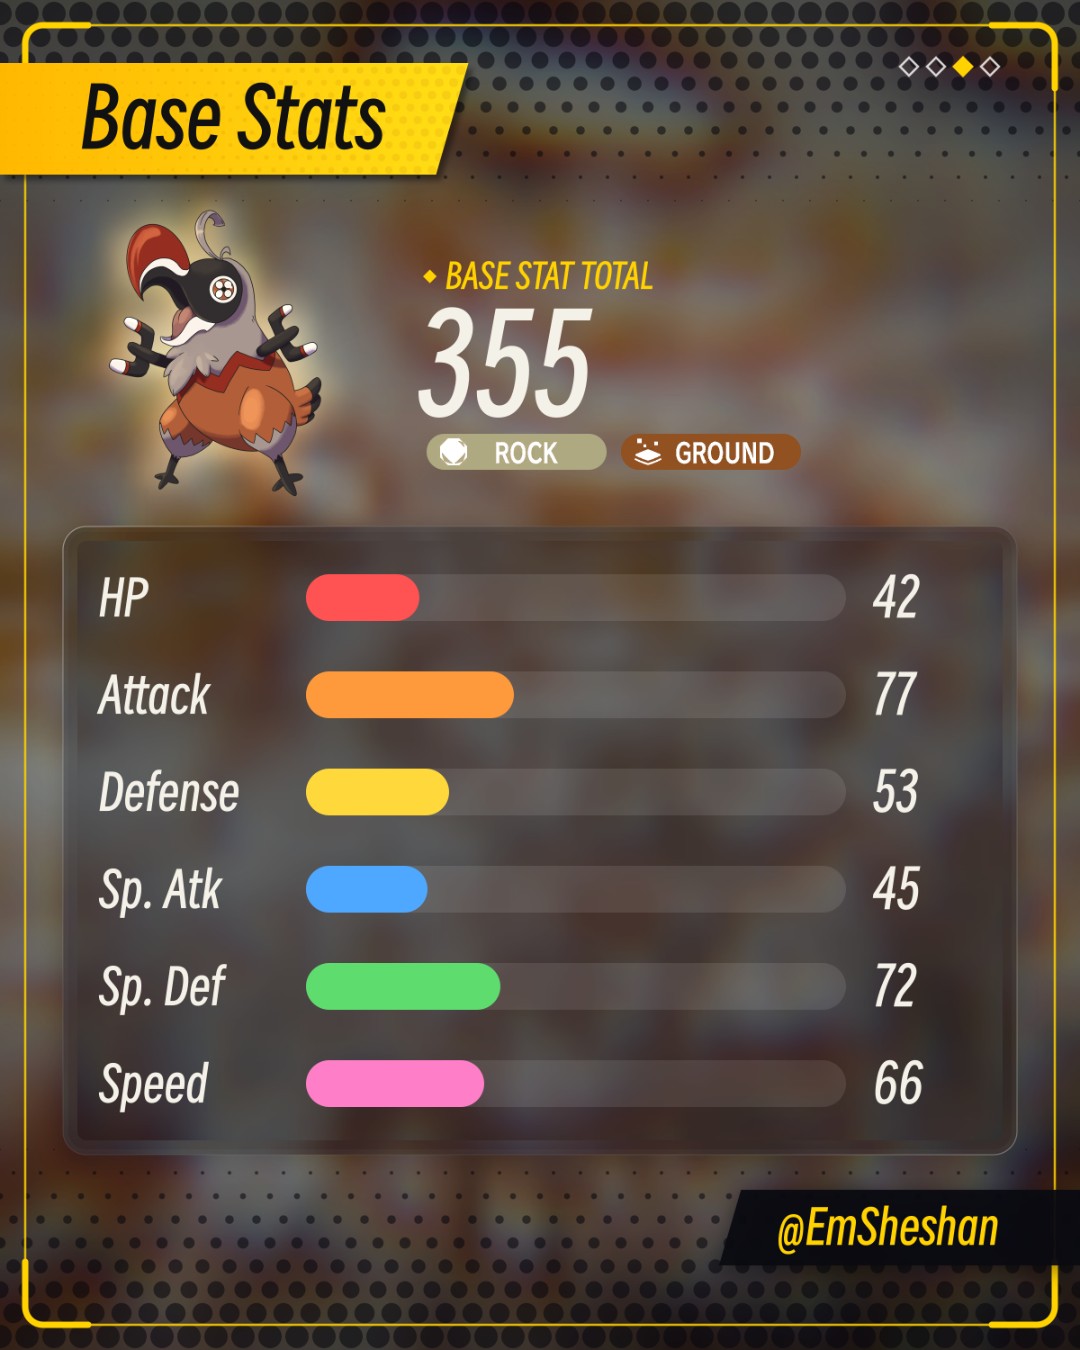 Base Stats
BASE STAT TOTAL
355
ROCK GROUND
HP 42
Attack 77
Defense 53
Sp. Atk 45
Sp. Def 72
Speed 66
@EmSheshan